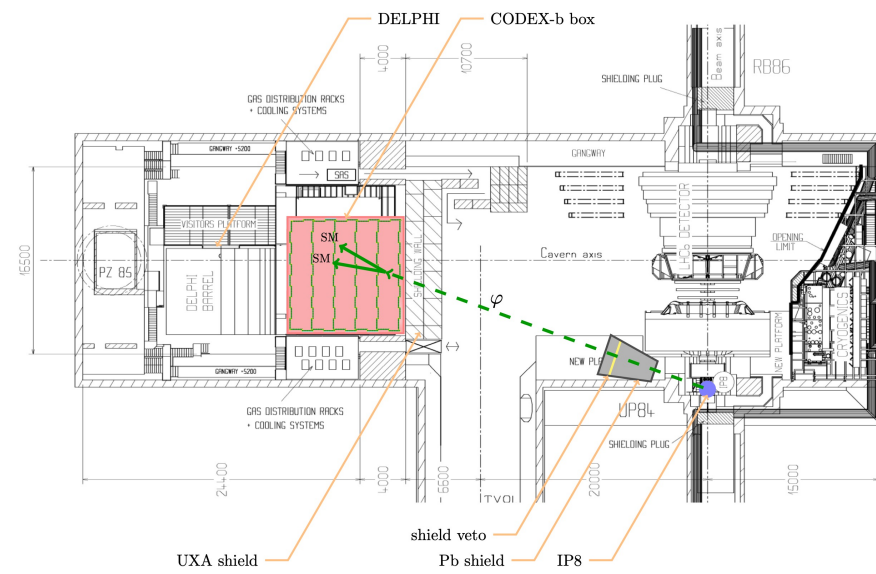 DELPHI
CODEX-b box
4000
10700
Beam axis
RB86
SHIELDING PLUG
GAS DISTRIBUTION RACKS
+ COOLING SYSTEMS
GANGWAY +5200
GANGWAY
SAS
16500
VISITORS PLATFORM
SM
SM
PZ 85
DELPHI
BARREL
SHIELDING WALL
Cavern axis
φ
LHCb DETECTOR
OPENING
LIMIT
CRYOGENICS
NEW PLATFORM
NEW PLA
IP8
GANGWAY +5200
GAS DISTRIBUTION RACKS
+ COOLING SYSTEMS
UP84
SHIELDING PLUG
24400
4000
6600
20000
15000
shield veto
UXA shield
Pb shield
IP8